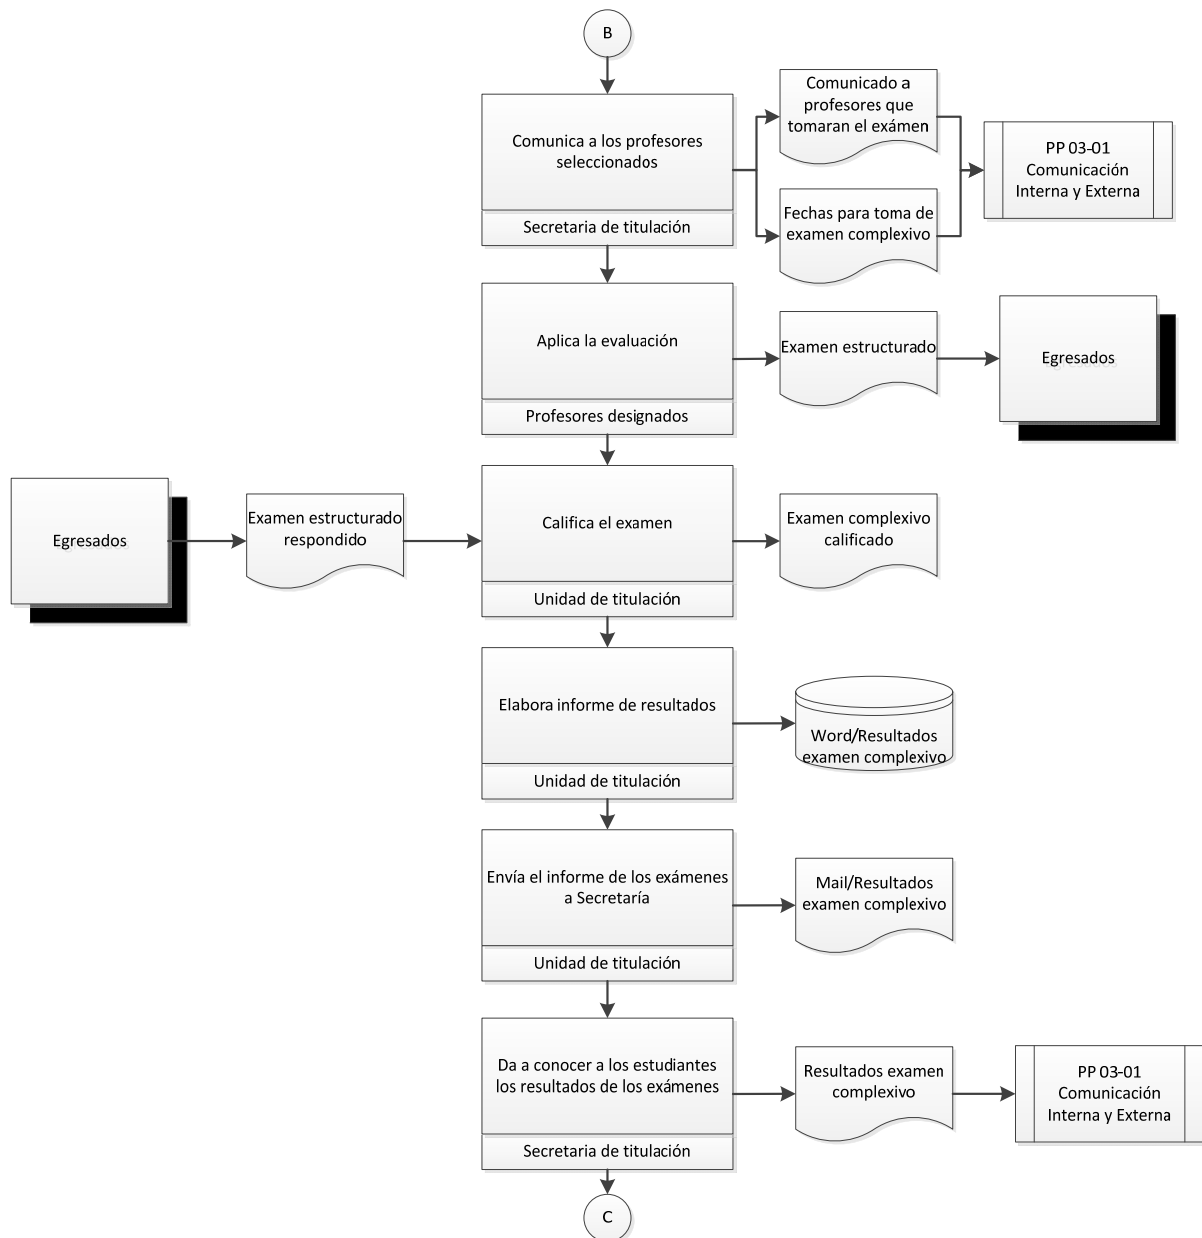 B
Comunica a los profesores
seleccionados
Secretaria de titulación
Comunicado a
profesores que
tomaran el exámen
Fechas para toma de
examen complexivo
PP 03-01
Comunicación
Interna y Externa
Aplica la evaluación
Profesores designados
Examen estructurado
Egresados
Egresados
Examen estructurado
respondido
Califica el examen
Unidad de titulación
Examen complexivo
calificado
Elabora informe de resultados
Unidad de titulación
Word/Resultados
examen complexivo
Envía el informe de los exámenes
a Secretaría
Unidad de titulación
Mail/Resultados
examen complexivo
Da a conocer a los estudiantes
los resultados de los exámenes
Secretaria de titulación
Resultados examen
complexivo
PP 03-01
Comunicación
Interna y Externa
C